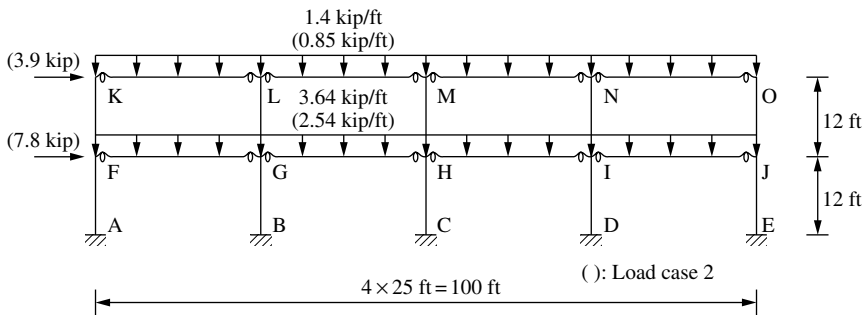 1.4 kip/ft
(0.85 kip/ft)
(3.9 kip)
K L M N O
3.64 kip/ft
(2.54 kip/ft)
12 ft
(7.8 kip)
F G H I J
12 ft
A B C D E
( ): Load case 2
4 × 25 ft = 100 ft